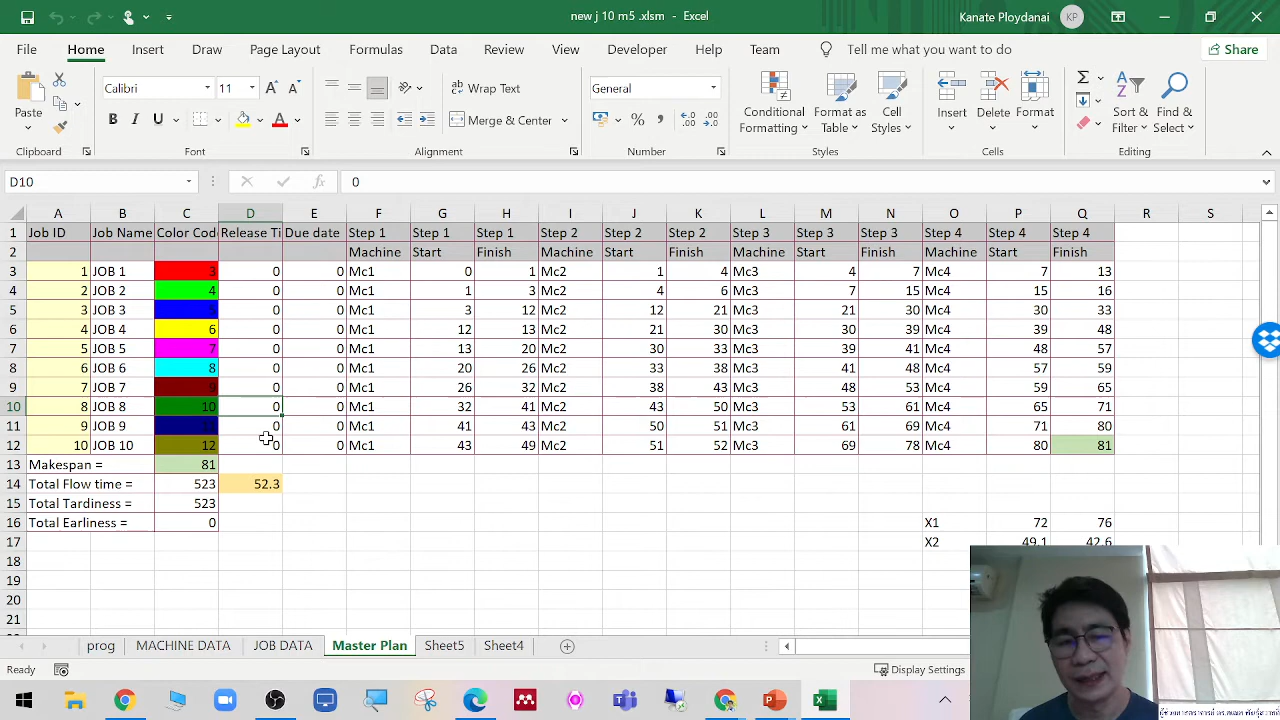 new j 10 m5 .xlsm - Excel
Kanate Ploydanai KP
File Home Insert Draw Page Layout Formulas Data Review View Developer Help Team Tell me what you want to do Share
Paste Calibri 11 Wrap Text General Conditional Formatting Format as Table Cell Styles Insert Delete Format Sort & Filter Find & Select
B I U Merge & Center
Clipboard Font Alignment Number Styles Cells Editing
D10 fx 0
A B C D E F G H I J K L M N O P Q R S
1 Job ID Job Name Color Code Release Ti Due date Step 1 Step 1 Step 1 Step 2 Step 2 Step 2 Step 3 Step 3 Step 3 Step 4 Step 4 Step 4
2 Machine Start Finish Machine Start Finish Machine Start Finish Machine Start Finish
3 1 JOB 1 3 0 0 Mc1 0 1 Mc2 1 4 Mc3 4 7 Mc4 7 13
4 2 JOB 2 4 0 0 Mc1 1 3 Mc2 4 6 Mc3 7 15 Mc4 15 16
5 3 JOB 3 5 0 0 Mc1 3 12 Mc2 12 21 Mc3 21 30 Mc4 30 33
6 4 JOB 4 6 0 0 Mc1 12 13 Mc2 21 30 Mc3 30 39 Mc4 39 48
7 5 JOB 5 7 0 0 Mc1 13 20 Mc2 30 33 Mc3 39 41 Mc4 48 57
8 6 JOB 6 8 0 0 Mc1 20 26 Mc2 33 38 Mc3 41 48 Mc4 57 59
9 7 JOB 7 9 0 0 Mc1 26 32 Mc2 38 43 Mc3 48 53 Mc4 59 65
10 8 JOB 8 10 0 0 Mc1 32 41 Mc2 43 50 Mc3 53 61 Mc4 65 71
11 9 JOB 9 11 0 0 Mc1 41 43 Mc2 50 51 Mc3 61 69 Mc4 71 80
12 10 JOB 10 12 0 0 Mc1 43 49 Mc2 51 52 Mc3 69 78 Mc4 80 81
13 Makespan = 81
14 Total Flow time = 523 52.3
15 Total Tardiness = 523
16 Total Earliness = 0 X1 72 76
17 X2 49.1 42.6
18
19
20
21
prog MACHINE DATA JOB DATA Master Plan Sheet5 Sheet4
Ready Display Settings